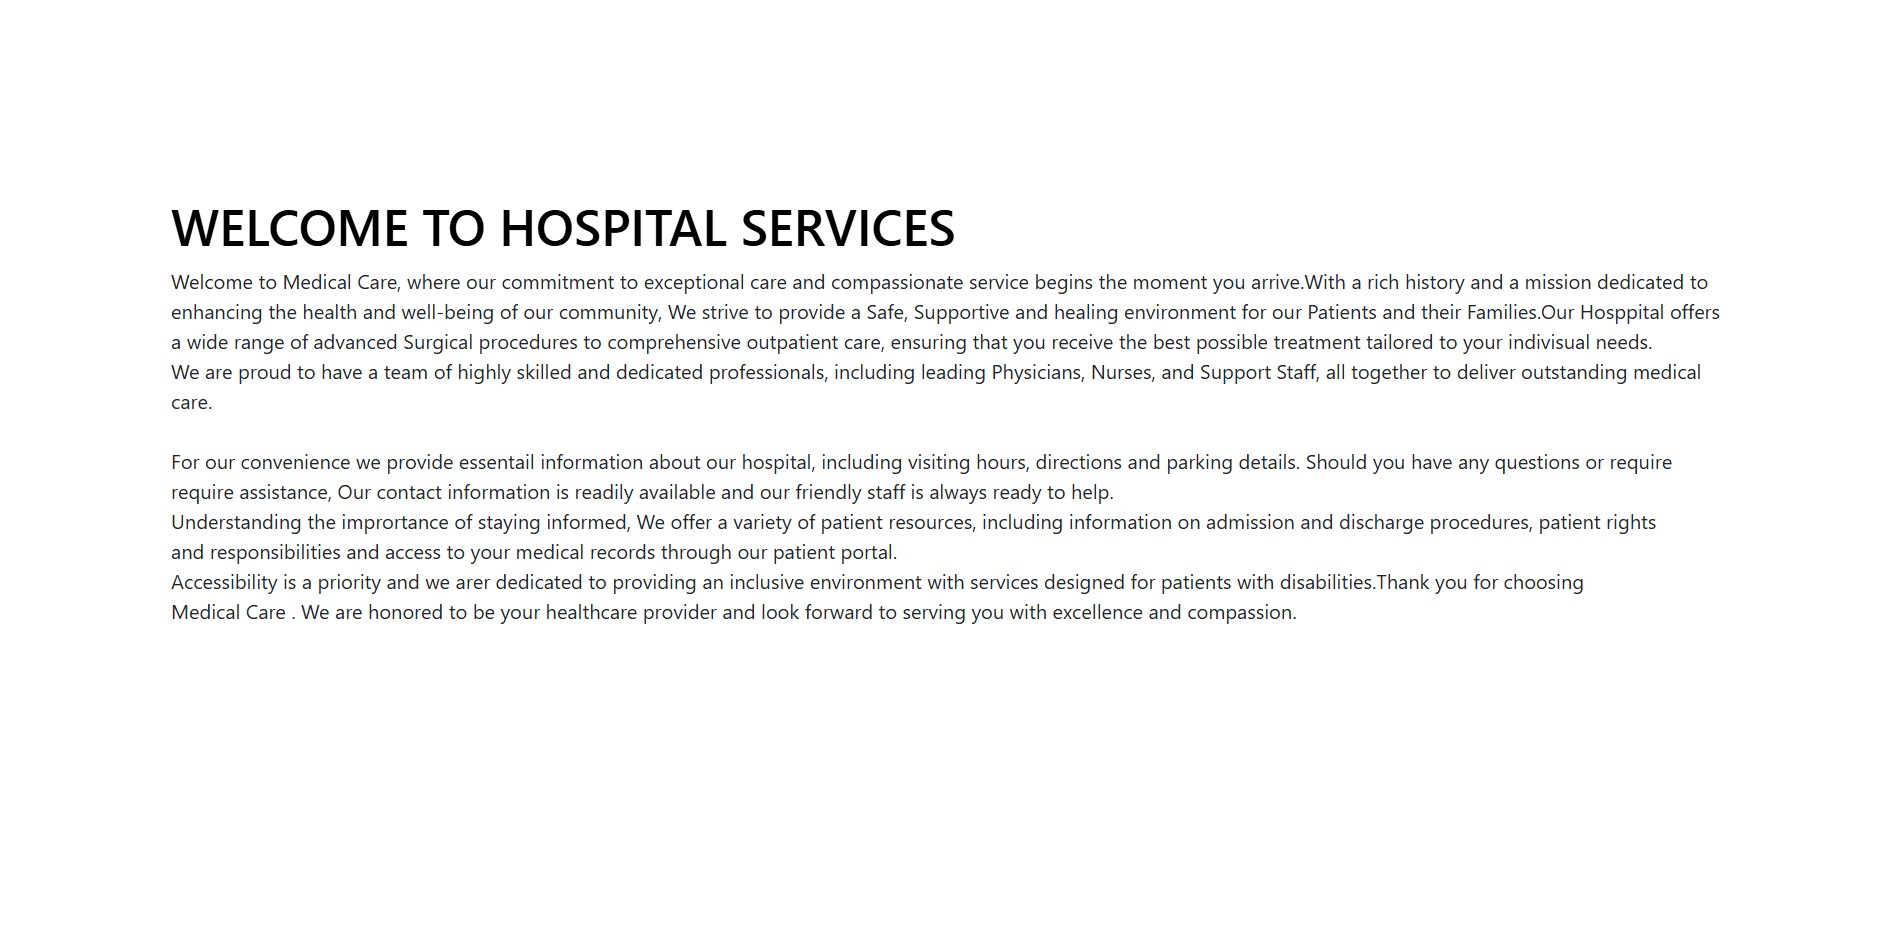 WELCOME TO HOSPITAL SERVICES
Welcome to Medical Care, where our commitment to exceptional care and compassionate service begins the moment you arrive.With a rich history and a mission dedicated to
enhancing the health and well-being of our community, We strive to provide a Safe, Supportive and healing environment for our Patients and their Families.Our Hosppital offers
a wide range of advanced Surgical procedures to comprehensive outpatient care, ensuring that you receive the best possible treatment tailored to your indivisual needs.
We are proud to have a team of highly skilled and dedicated professionals, including leading Physicians, Nurses, and Support Staff, all together to deliver outstanding medical
care.
For our convenience we provide essentail information about our hospital, including visiting hours, directions and parking details. Should you have any questions or require
require assistance, Our contact information is readily available and our friendly staff is always ready to help.
Understanding the imprortance of staying informed, We offer a variety of patient resources, including information on admission and discharge procedures, patient rights
and responsibilities and access to your medical records through our patient portal.
Accessibility is a priority and we arer dedicated to providing an inclusive environment with services designed for patients with disabilities.Thank you for choosing
Medical Care . We are honored to be your healthcare provider and look forward to serving you with excellence and compassion.